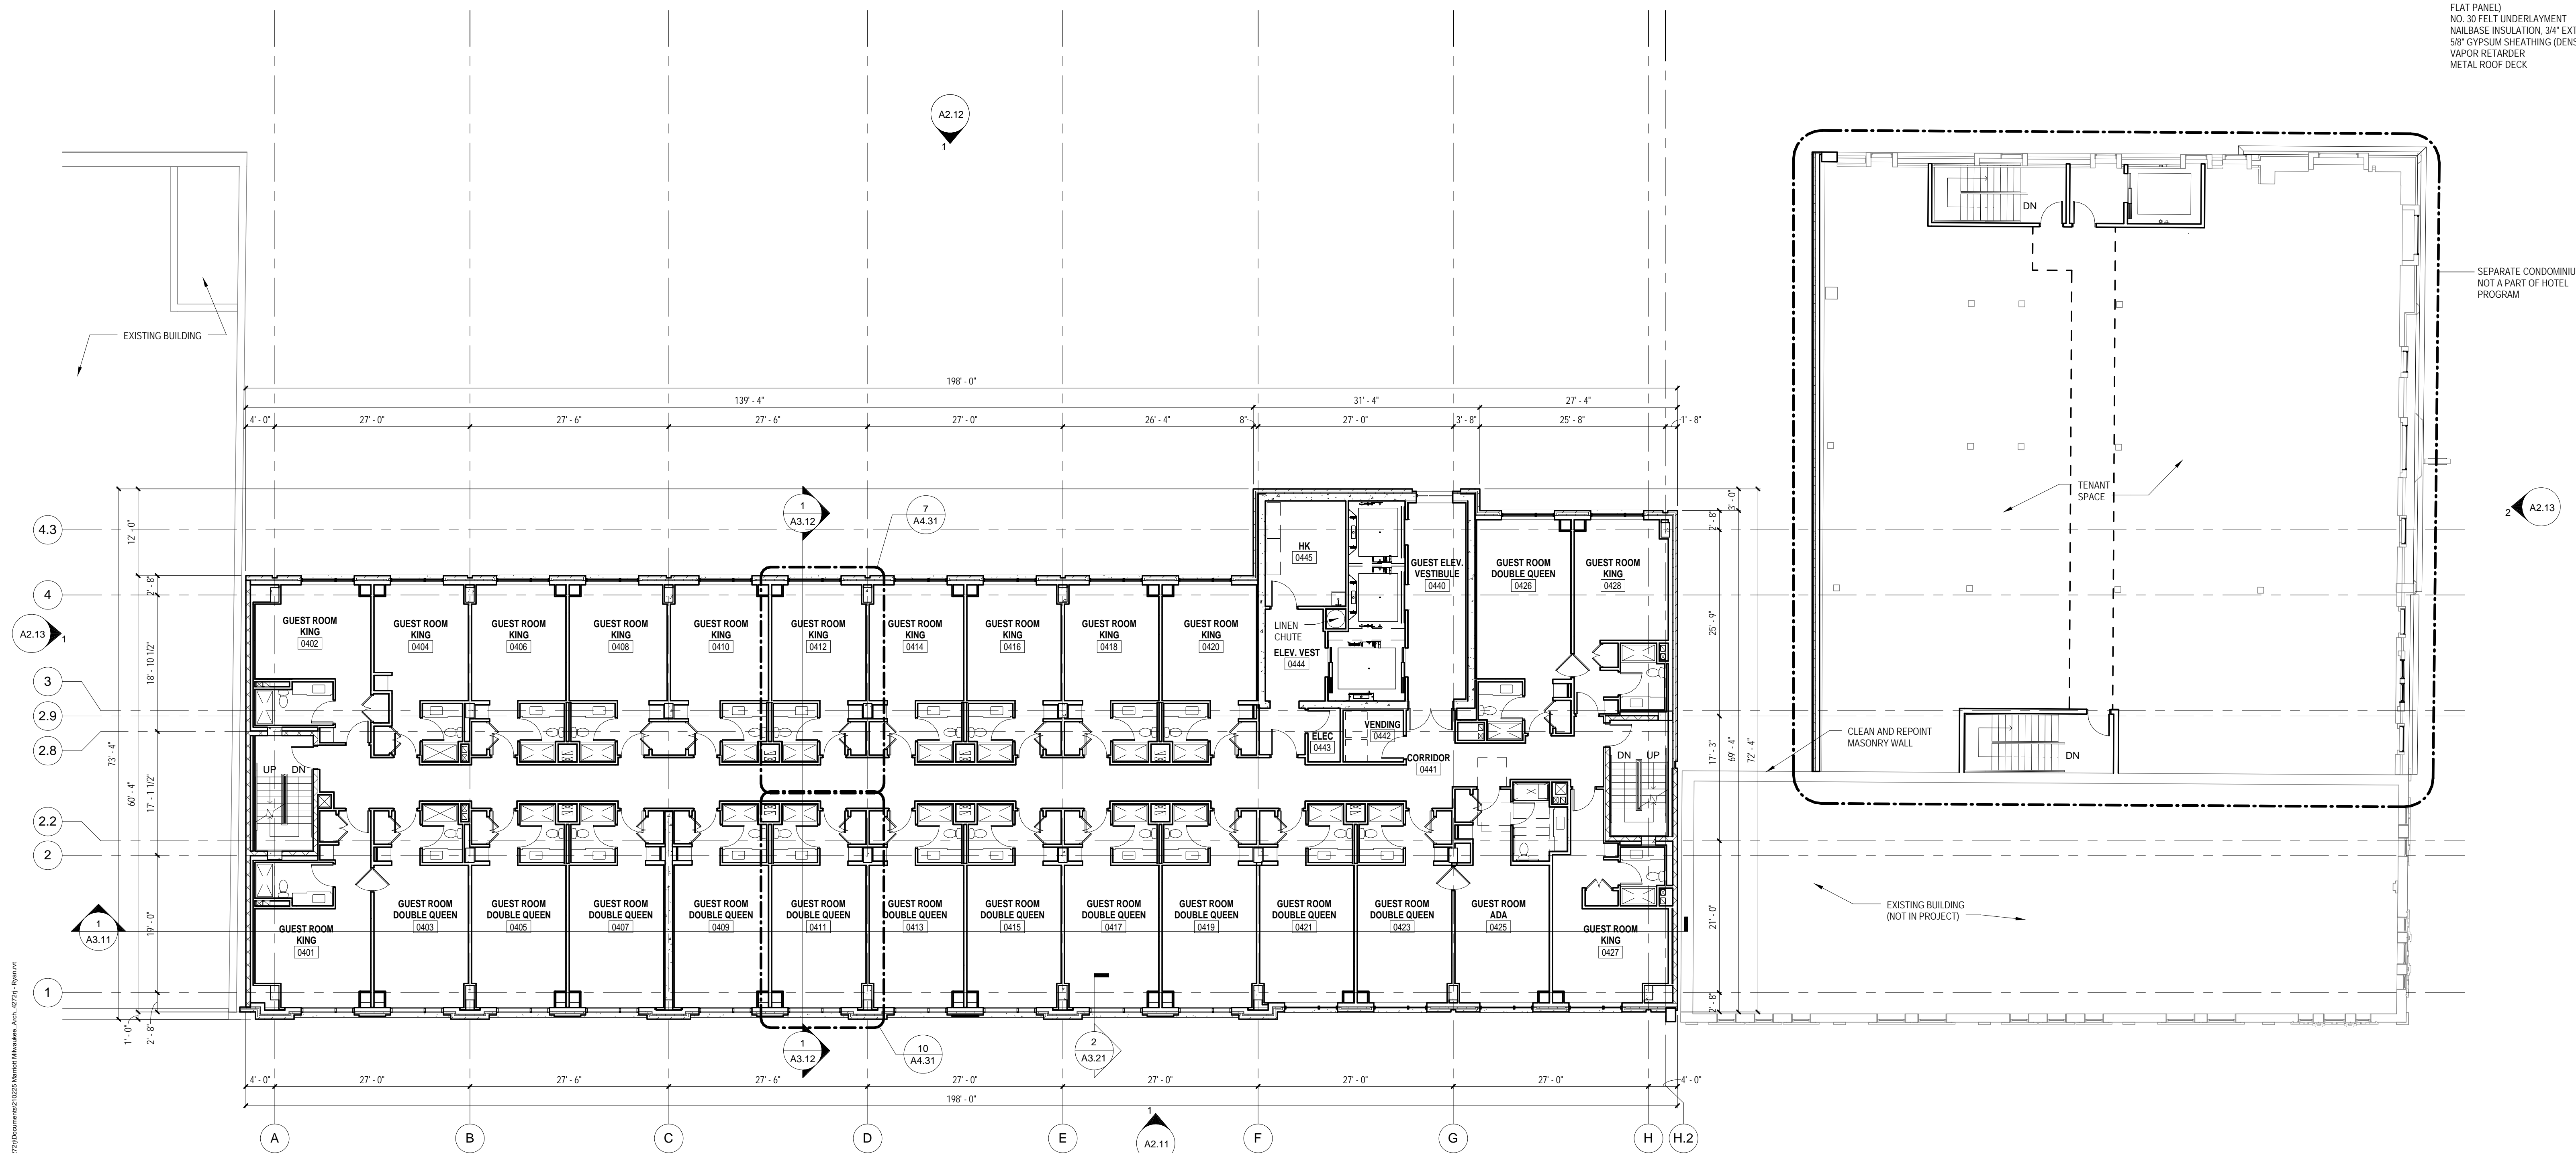 FLAT PANEL)
NO. 30 FELT UNDERLAYMENT
NAILBASE INSULATION, 3/4" EXT
5/8" GYPSUM SHEATHING (DENS
VAPOR RETARDER
METAL ROOF DECK
A2.12
1
EXISTING BUILDING
DN
SEPARATE CONDOMINIU
NOT A PART OF HOTEL
PROGRAM
198' - 0"
139' - 4"
31' - 4"
27' - 4"
4' - 0"
27' - 0"
27' - 6"
27' - 6"
27' - 0"
26' - 4"
8"
27' - 0"
3' - 8"
25' - 8"
1' - 8"
TENANT
SPACE
2
A2.13
1
A3.12
7
A4.31
4.3
4
A2.13
1
3
2.9
2.8
2.2
2
1
A3.11
1
12' - 0"
2' - 8"
18' - 10 1/2"
17' - 1 1/2"
19' - 0"
73' - 4"
60' - 4"
1' - 0"
2' - 8"
GUEST ROOM
KING
0402
GUEST ROOM
KING
0404
GUEST ROOM
KING
0406
GUEST ROOM
KING
0408
GUEST ROOM
KING
0410
GUEST ROOM
KING
0412
GUEST ROOM
KING
0414
GUEST ROOM
KING
0416
GUEST ROOM
KING
0418
GUEST ROOM
KING
0420
HK
0445
LINEN
CHUTE
ELEV. VEST
0444
GUEST ELEV.
VESTIBULE
0440
GUEST ROOM
DOUBLE QUEEN
0426
GUEST ROOM
KING
0428
ELEC
0443
VENDING
0442
CORRIDOR
0441
UP
DN
DN
UP
3' - 0"
2' - 8"
25' - 9"
17' - 3"
69' - 4"
72' - 4"
21' - 0"
2' - 8"
CLEAN AND REPOINT
MASONRY WALL
DN
EXISTING BUILDING
(NOT IN PROJECT)
GUEST ROOM
KING
0401
GUEST ROOM
DOUBLE QUEEN
0403
GUEST ROOM
DOUBLE QUEEN
0405
GUEST ROOM
DOUBLE QUEEN
0407
GUEST ROOM
DOUBLE QUEEN
0409
GUEST ROOM
DOUBLE QUEEN
0411
GUEST ROOM
DOUBLE QUEEN
0413
GUEST ROOM
DOUBLE QUEEN
0415
GUEST ROOM
DOUBLE QUEEN
0417
GUEST ROOM
DOUBLE QUEEN
0419
GUEST ROOM
DOUBLE QUEEN
0421
GUEST ROOM
DOUBLE QUEEN
0423
GUEST ROOM
ADA
0425
GUEST ROOM
KING
0427
1
A3.12
10
A4.31
2
A3.21
4' - 0"
27' - 0"
27' - 6"
27' - 6"
27' - 0"
27' - 0"
27' - 0"
27' - 0"
4' - 0"
198' - 0"
A
B
C
D
E
F
G
H
H.2
1
A2.11
272rj\Documents\210225 Marriott Milwaukee_Arch_4272rj - Ryan.rvt